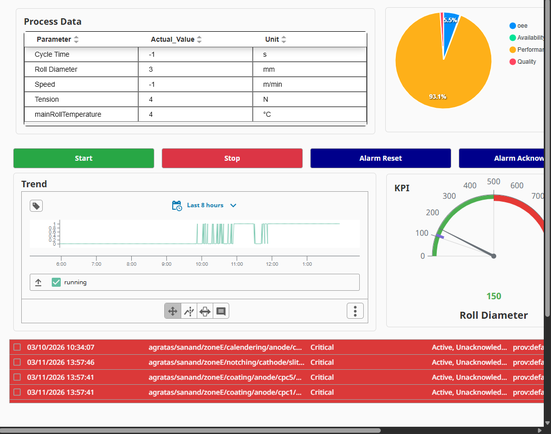 Process Data
Parameter Actual_Value Unit
Cycle Time -1 s
Roll Diameter 3 mm
Speed -1 m/min
Tension 4 N
mainRollTemperature 4 °C
5.5%
93.1%
oee
Availability
Performan
Quality
Start Stop Alarm Reset Alarm Acknow
Trend
Last 8 hours
1
0
6:00 7:00 8:00 9:00 10:00 11:00 12:00 1:00
running
KPI
0 100 200 300 400 500 600 700
150
Roll Diameter
03/10/2026 10:34:07 agratas/sanand/zoneE/calendering/anode/c... Critical Active, Unacknowled... prov:defa
03/11/2026 13:57:46 agratas/sanand/zoneE/notching/cathode/slit... Critical Active, Unacknowled... prov:defa
03/11/2026 13:57:41 agratas/sanand/zoneE/coating/anode/cpc5/... Critical Active, Unacknowled... prov:defa
03/11/2026 13:57:41 agratas/sanand/zoneE/coating/anode/cpc1/... Critical Active, Unacknowled... prov:defa